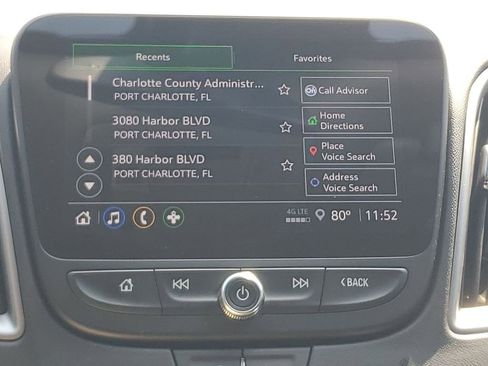 Recents
Favorites
Charlotte County Administr...
PORT CHARLOTTE, FL
3080 Harbor BLVD
PORT CHARLOTTE, FL
380 Harbor BLVD
PORT CHARLOTTE, FL
ON Call Advisor
Home
Directions
Place
Voice Search
Address
Voice Search
4G LTE
80° 11:52
BACK